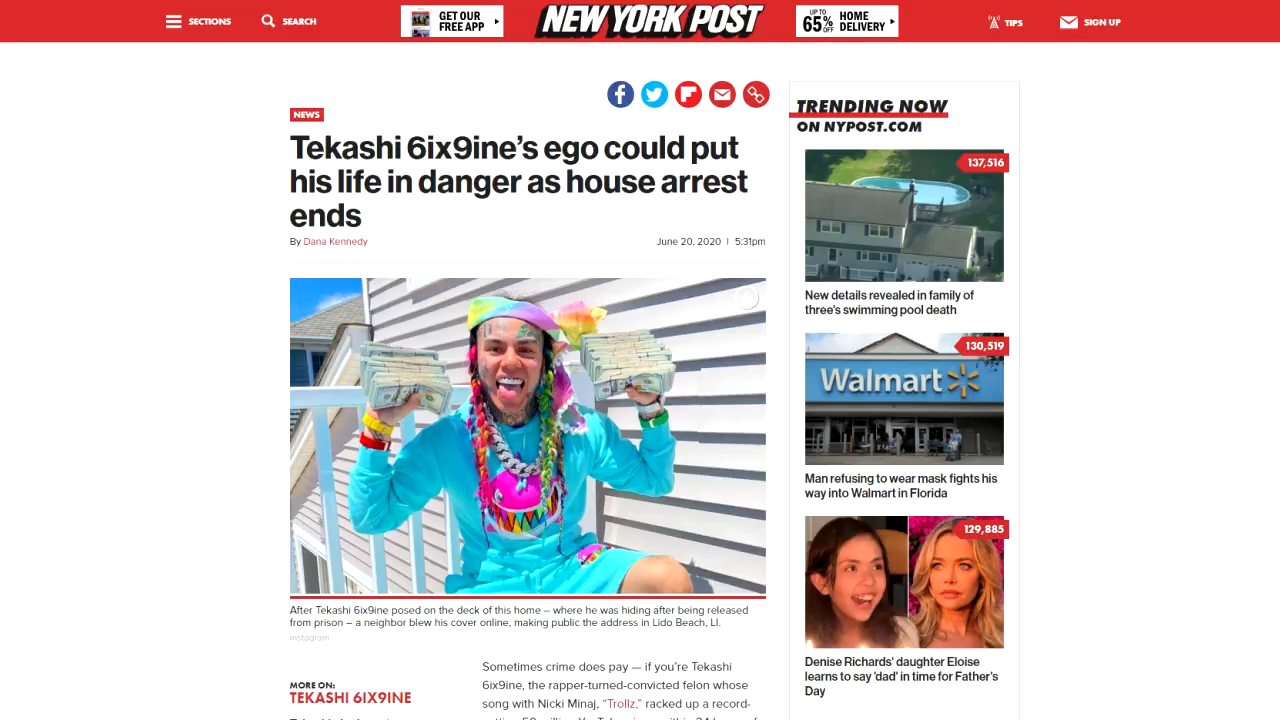 SECTIONS
SEARCH
GET OUR
FREE APP
NEW YORK POST
UP TO
65% OFF
HOME
DELIVERY
TIPS
SIGN UP
NEWS
Tekashi 6ix9ine’s ego could put
his life in danger as house arrest
ends
By Dana Kennedy
June 20, 2020 | 5:31pm
After Tekashi 6ix9ine posed on the deck of this home – where he was hiding after being released
from prison – a neighbor blew his cover online, making public the address in Lido Beach, LI.
Instagram
MORE ON:
TEKASHI 6IX9INE
Sometimes crime does pay — if you’re Tekashi
6ix9ine, the rapper-turned-convicted felon whose
song with Nicki Minaj, “Trollz,” racked up a record-
TRENDING NOW
ON NYPOST.COM
137,516
New details revealed in family of
three's swimming pool death
130,519
Walmart
Man refusing to wear mask fights his
way into Walmart in Florida
129,885
Denise Richards' daughter Eloise
learns to say 'dad' in time for Father's
Day